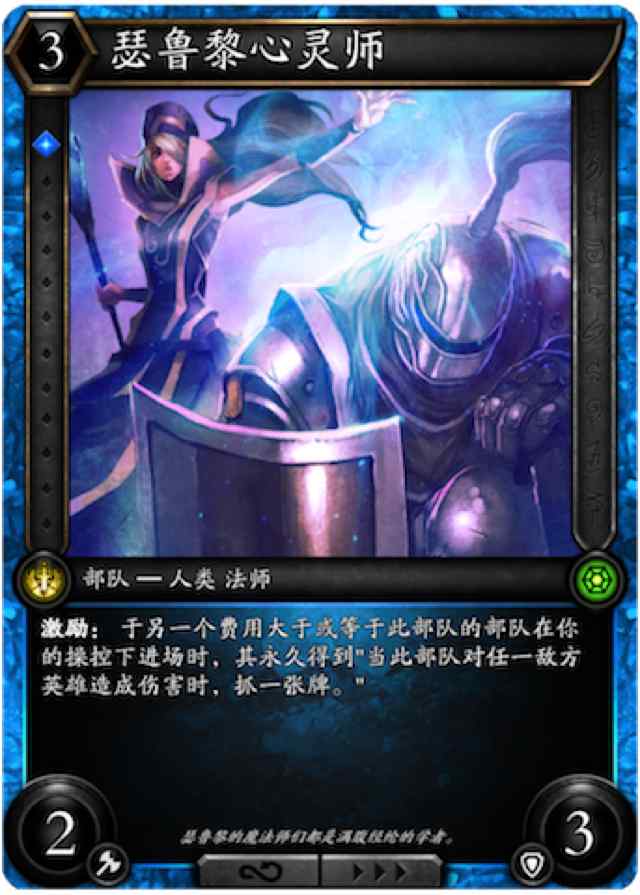 3
瑟鲁黎心灵师
部队 — 人类 法师
激励： 于另一个费用大于或等于此部队的部队在你
的操控下进场时，其永久得到"当此部队对任一敌方
英雄造成伤害时，抓一张牌。"
瑟鲁黎的魔法师们都是满腹经纶的学者。
2
3